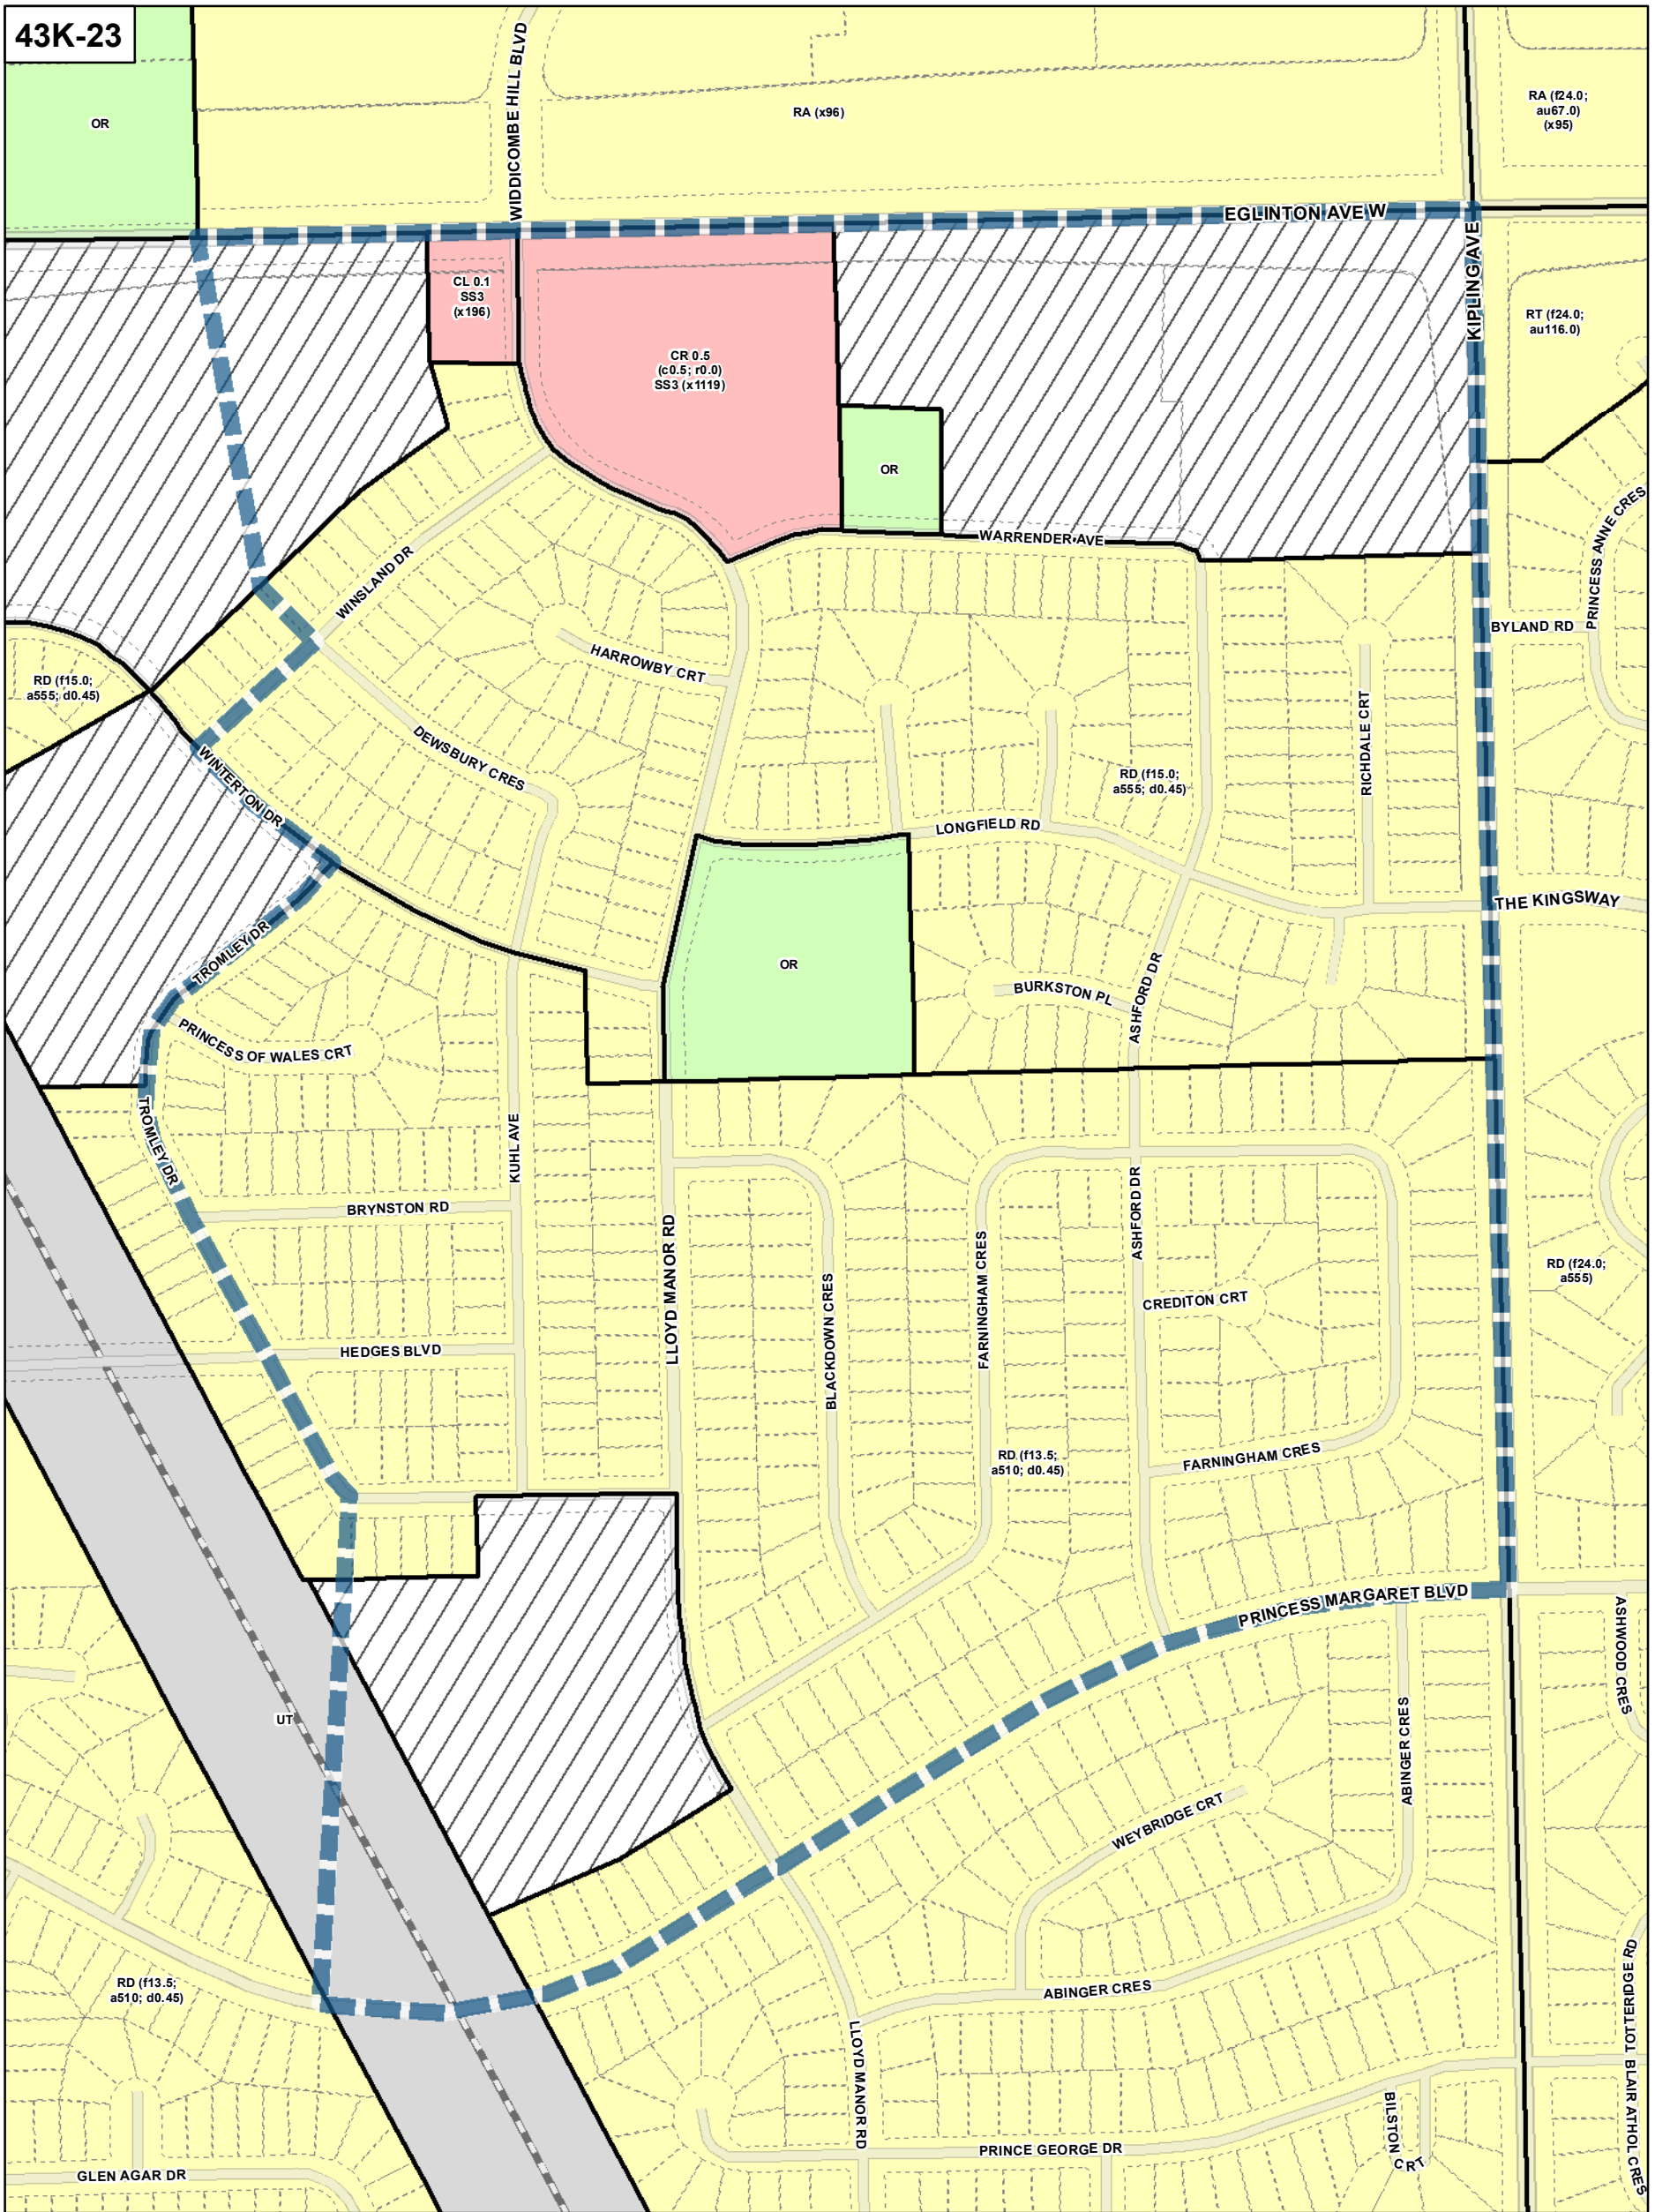 43K-23
OR
WIDDICOMBE HILL BLVD
RA (x96)
RA (f24.0;
au67.0)
(x95)
EGLINTON AVE W
KIPLING AVE
CL 0.1
SS3
(x196)
CR 0.5
(c0.5; r0.0)
SS3 (x1119)
RT (f24.0;
au116.0)
OR
WARRENDER AVE
PRINCESS ANNE CRES
BYLAND RD
WINSLAND DR
HARROWBY CRT
RD (f15.0;
a555; d0.45)
DEWSBURY CRES
RICHDALE CRT
RD (f15.0;
a555; d0.45)
WINTERTON DR
LONGFIELD RD
THE KINGSWAY
TROMLEY DR
OR
BURKSTON PL
ASHFORD DR
PRINCESS OF WALES CRT
TROMLEY DR
KUHL AVE
BRYNSTON RD
LLOYD MANOR RD
ASHFORD DR
FARNINGHAM CRES
BLACKDOWN CRES
CREDITON CRT
RD (f24.0;
a555)
HEDGES BLVD
RD (f13.5;
a510; d0.45)
FARNINGHAM CRES
PRINCESS MARGARET BLVD
ASHWOOD CRES
UT
ABINGER CRES
WEYBRIDGE CRT
RD (f13.5;
a510; d0.45)
ABINGER CRES
LLOYD MANOR RD
LOTTERIDGE RD
BLAIR ATHOL CRES
BILSTON CRT
PRINCE GEORGE DR
GLEN AGAR DR